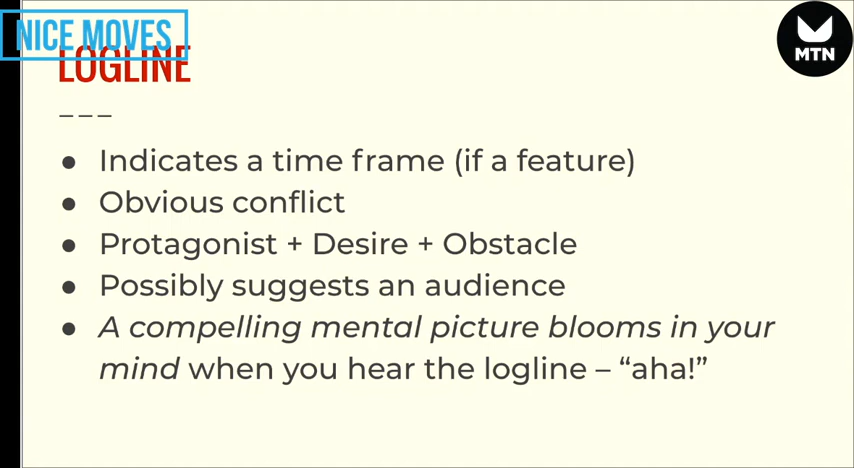 NICE MOVES
MTN
LOGLINE
– – –
● Indicates a time frame (if a feature)
● Obvious conflict
● Protagonist + Desire + Obstacle
● Possibly suggests an audience
● A compelling mental picture blooms in your
mind when you hear the logline – “aha!”